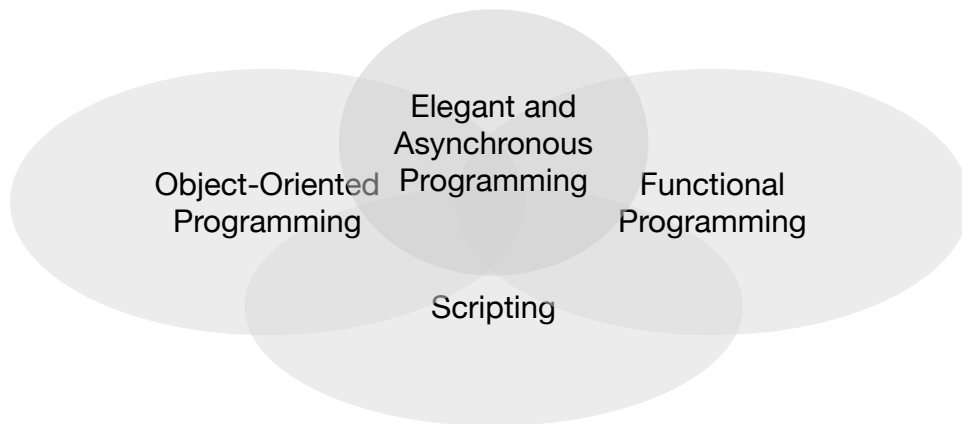 Elegant and
Asynchronous
Programming
Object-Oriented
Programming
Functional
Programming
Scripting